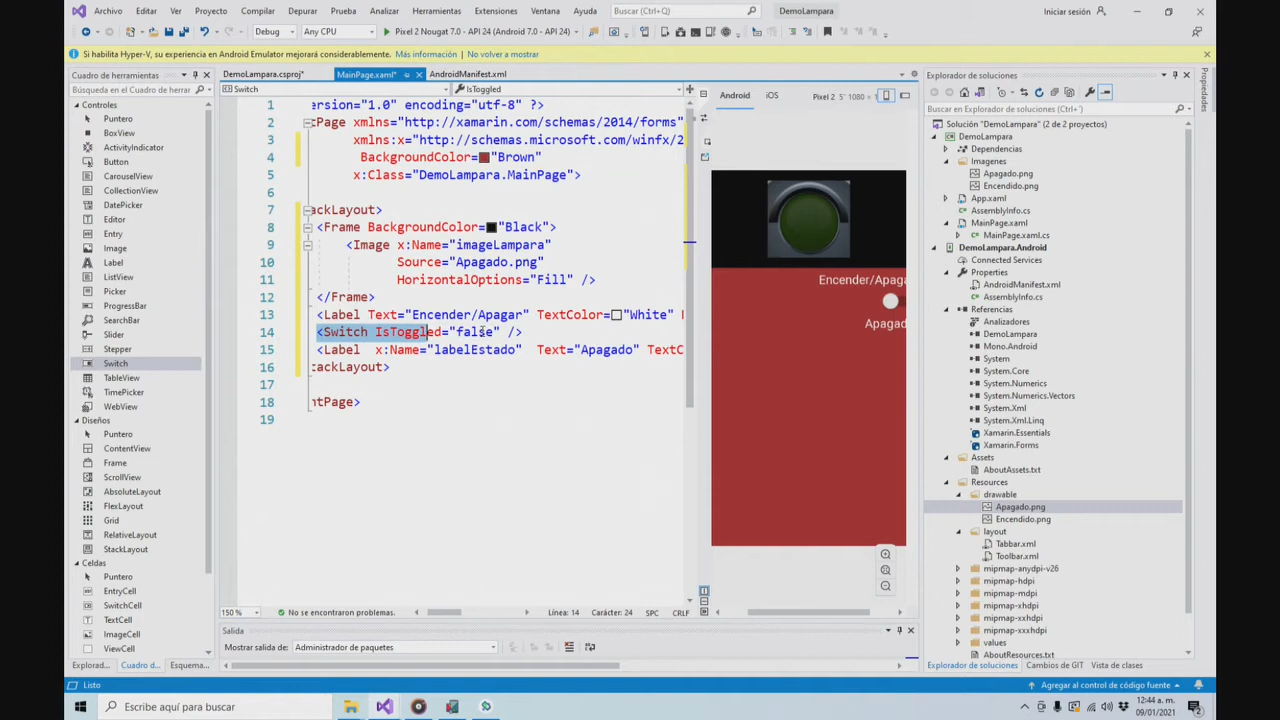 Archivo Editar Ver Git Proyecto Compilar Depurar Prueba Analizar Herramientas Extensiones Ventana Ayuda Buscar (Ctrl+Q) DemoLampara Iniciar sesión
Debug Any CPU Pixel 2 Nougat 7.0 - API 24 (Android 7.0 - API 24)
Si habilita Hyper-V, su experiencia en Android Emulator mejorará considerablemente. Más información No volver a mostrar
Cuadro de herramientas
Búsqueda en el Cuadro de herrar
Controles
Puntero
BoxView
ActivityIndicator
Button
CarouselView
CollectionView
DatePicker
Editor
Entry
Image
Label
ListView
Picker
ProgressBar
SearchBar
Slider
Stepper
Switch
TableView
TimePicker
WebView
Diseños
Puntero
ContentView
Frame
ScrollView
AbsoluteLayout
FlexLayout
Grid
RelativeLayout
StackLayout
Celdas
Puntero
EntryCell
SwitchCell
TextCell
ImageCell
ViewCell
Explorad... Cuadro d... Esquema...
DemoLampara.csproj* MainPage.xaml* AndroidManifest.xml
Switch IsToggled
1 ersion="1.0" encoding="utf-8" ?>
2 tPage xmlns="http://xamarin.com/schemas/2014/forms"
3 xmlns:x="http://schemas.microsoft.com/winfx/2
4 BackgroundColor="Brown"
5 x:Class="DemoLampara.MainPage">
6
7 ackLayout>
8 <Frame BackgroundColor="Black">
9 <Image x:Name="imageLampara"
10 Source="Apagado.png"
11 HorizontalOptions="Fill" />
12 </Frame>
13 <Label Text="Encender/Apagar" TextColor="White"
14 <Switch IsToggled="false" />
15 <Label x:Name="labelEstado" Text="Apagado" TextC
16 tackLayout>
17
18 ntPage>
19
150 % No se encontraron problemas. Línea: 14 Carácter: 24 SPC CRLF
Android iOS Pixel 2 5" 1080 ×
Encender/Apaga
Apagad
Salida
Mostrar salida de: Administrador de paquetes
Explorador de soluciones
Buscar en Explorador de soluciones (Ctrl+')
Solución "DemoLampara" (2 de 2 proyectos)
DemoLampara
Dependencias
Imagenes
Apagado.png
Encendido.png
App.xaml
AssemblyInfo.cs
MainPage.xaml
MainPage.xaml.cs
DemoLampara.Android
Connected Services
Properties
AndroidManifest.xml
AssemblyInfo.cs
Referencias
Analizadores
DemoLampara
Mono.Android
System
System.Core
System.Numerics
System.Numerics.Vectors
System.Xml
System.Xml.Linq
Xamarin.Essentials
Xamarin.Forms
Assets
AboutAssets.txt
Resources
drawable
Apagado.png
Encendido.png
layout
Tabbar.xml
Toolbar.xml
mipmap-anydpi-v26
mipmap-hdpi
mipmap-mdpi
mipmap-xhdpi
mipmap-xxhdpi
mipmap-xxxhdpi
values
AboutResources.txt
Explorador de soluciones Cambios de GIT Vista de clases
Propiedades
Listo Agregar al control de código fuente
Escribe aquí para buscar
12:44 a. m.
09/01/2021